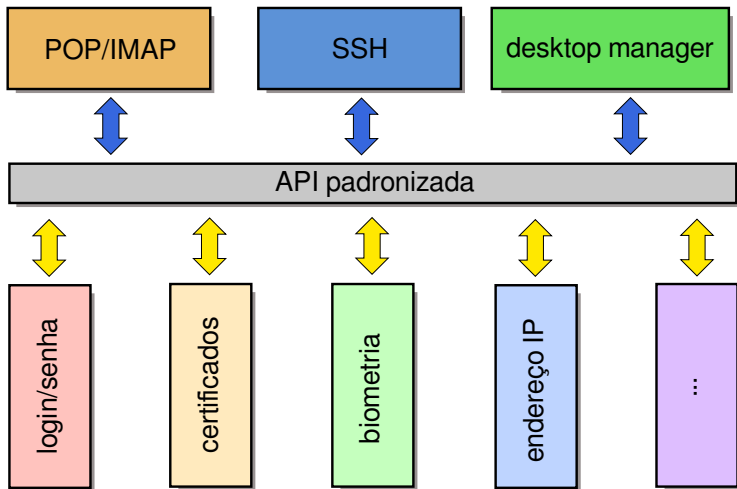 POP/IMAP
SSH
desktop manager
API padronizada
login/senha
certificados
biometria
endereço IP
...